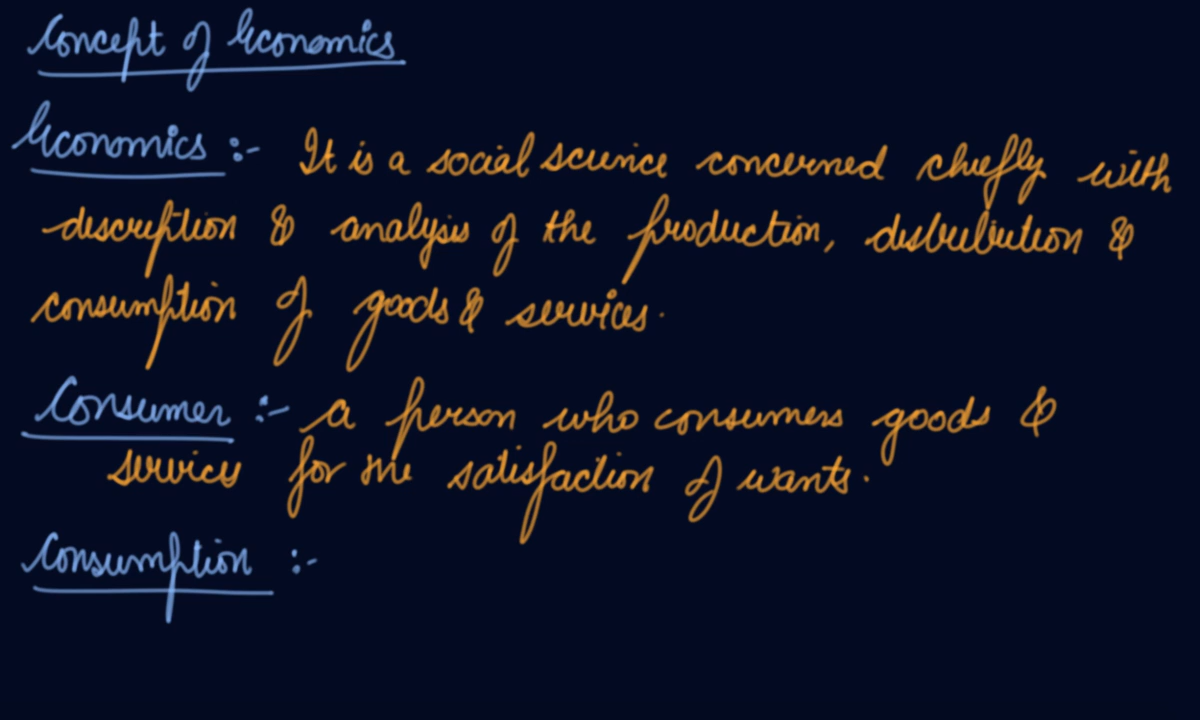 Concept of Economics
Economics :- It is a social science concerned chiefly with
description & analysis of the production, distribution &
consumption of goods & services.
Consumer :- a person who consumers goods &
services for the satisfaction of wants.
Consumption :-